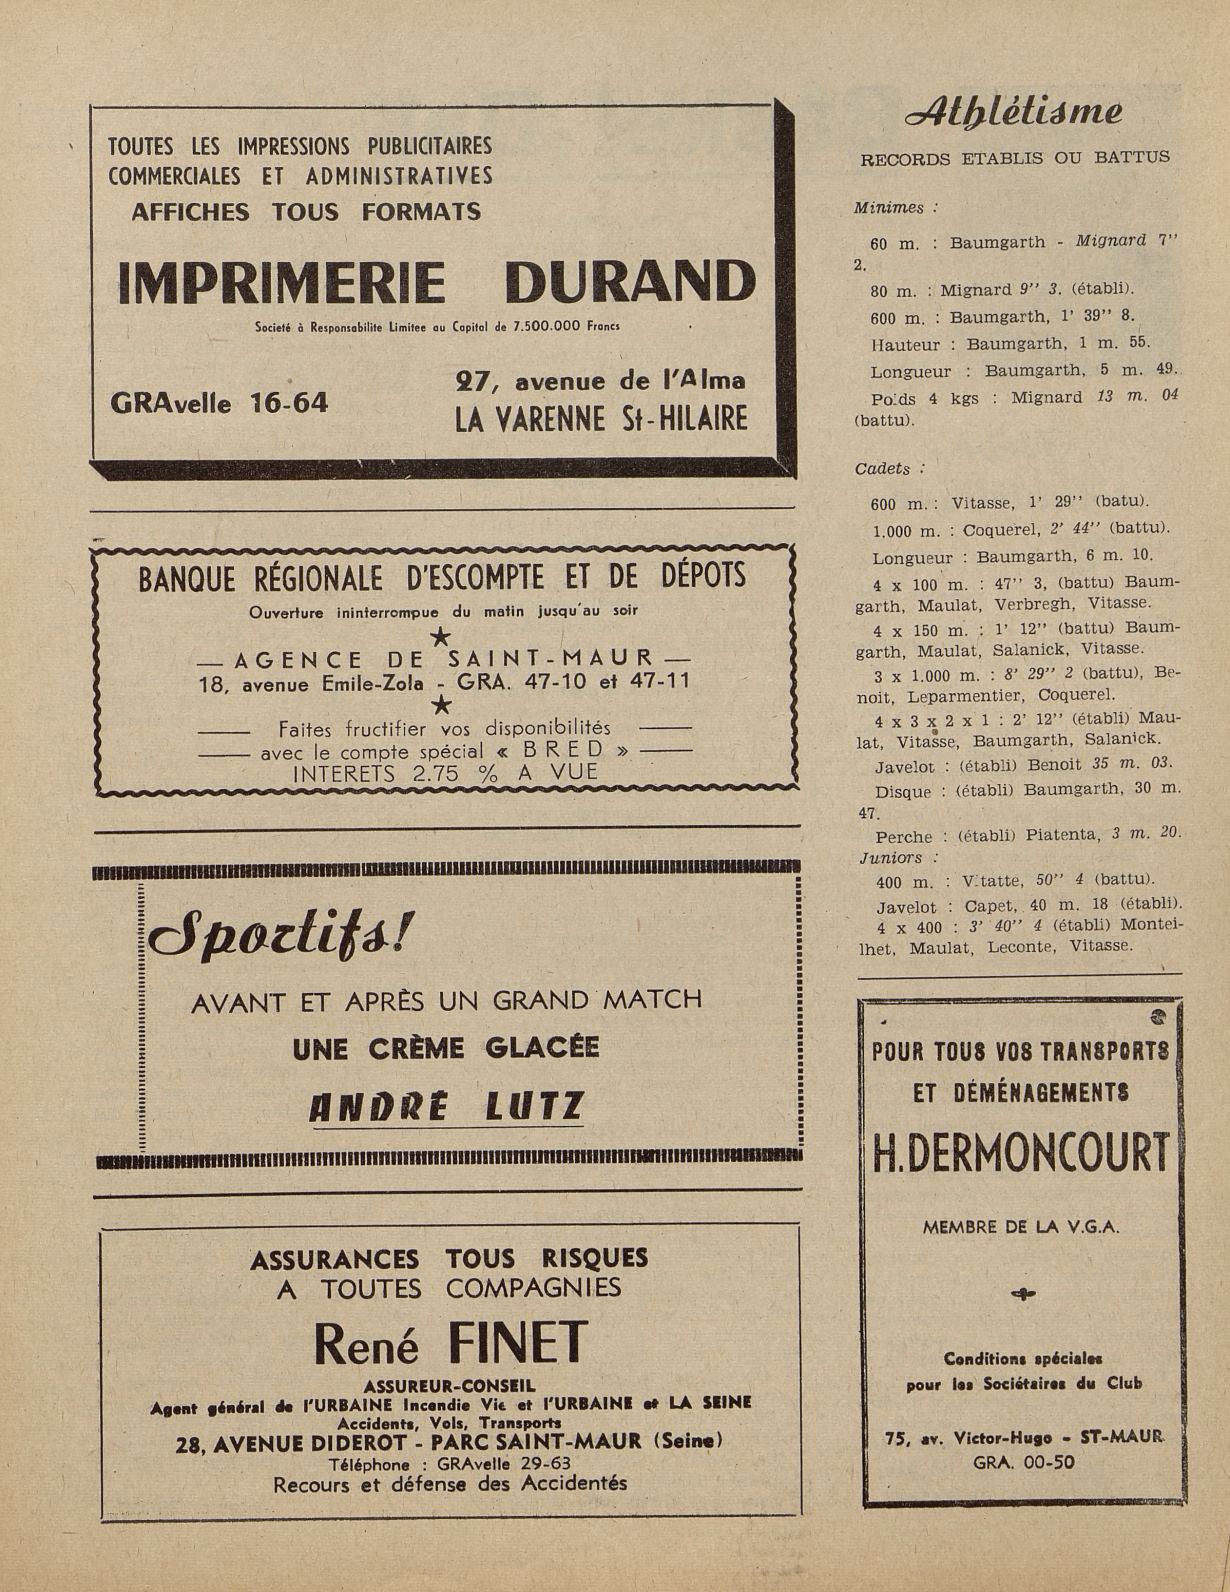 TOUTES LES IMPRESSIONS PUBLICITAIRES
COMMERCIALES ET ADMINISTRATIVES
AFFICHES TOUS FORMATS
IMPRIMERIE DURAND
Societé à Responsabilite Limitee au Capital de 7.500.000 Francs
GRAvelle 16-64
27, avenue de l'Alma
LA VARENNE St-HILAIRE
BANQUE RÉGIONALE D'ESCOMPTE ET DE DÉPOTS
Ouverture ininterrompue du matin jusqu'au soir
— AGENCE DE SAINT-MAUR —
18, avenue Emile-Zola - GRA. 47-10 et 47-11
Faites fructifier vos disponibilités
avec le compte spécial « BRED »
INTERETS 2.75 % A VUE
Sportifs!
AVANT ET APRÈS UN GRAND MATCH
UNE CRÈME GLACÉE
ANDRÉ LUTZ
ASSURANCES TOUS RISQUES
A TOUTES COMPAGNIES
René FINET
ASSUREUR-CONSEIL
Agent général de l'URBAINE Incendie Vie et l'URBAINE et LA SEINE
Accidents, Vols, Transports
28, AVENUE DIDEROT - PARC SAINT-MAUR (Seine)
Téléphone : GRAvelle 29-63
Recours et défense des Accidentés
Athlétisme
RECORDS ETABLIS OU BATTUS
Minimes :
60 m. : Baumgarth - Mignard 7''
2.
80 m. : Mignard 9'' 3. (établi).
600 m. : Baumgarth, 1' 39'' 8.
Hauteur : Baumgarth, 1 m. 55.
Longueur : Baumgarth, 5 m. 49.
Poids 4 kgs : Mignard 13 m. 04
(battu).
Cadets :
600 m. : Vitasse, 1' 29'' (batu).
1.000 m. : Coquerel, 2' 44'' (battu).
Longueur : Baumgarth, 6 m. 10.
4 x 100 m. : 47'' 3, (battu) Baum-
garth, Maulat, Verbregh, Vitasse.
4 x 150 m. : 1' 12'' (battu) Baum-
garth, Maulat, Salanick, Vitasse.
3 x 1.000 m. : 8' 29'' 2 (battu), Be-
noit, Leparmentier, Coquerel.
4 x 3 x 2 x 1 : 2' 12'' (établi) Mau-
lat, Vitasse, Baumgarth, Salanick.
Javelot : (établi) Benoit 35 m. 03.
Disque : (établi) Baumgarth, 30 m.
47.
Perche : (établi) Piatenta, 3 m. 20.
Juniors :
400 m. : Vitatte, 50'' 4 (battu).
Javelot : Capet, 40 m. 18 (établi).
4 x 400 : 3' 40'' 4 (établi) Montei-
lhet, Maulat, Leconte, Vitasse.
POUR TOUS VOS TRANSPORTS
ET DÉMÉNAGEMENTS
H. DERMONCOURT
MEMBRE DE LA V.G.A.
Conditions spéciales
pour les Sociétaires du Club
75, av. Victor-Hugo - ST-MAUR
GRA. 00-50